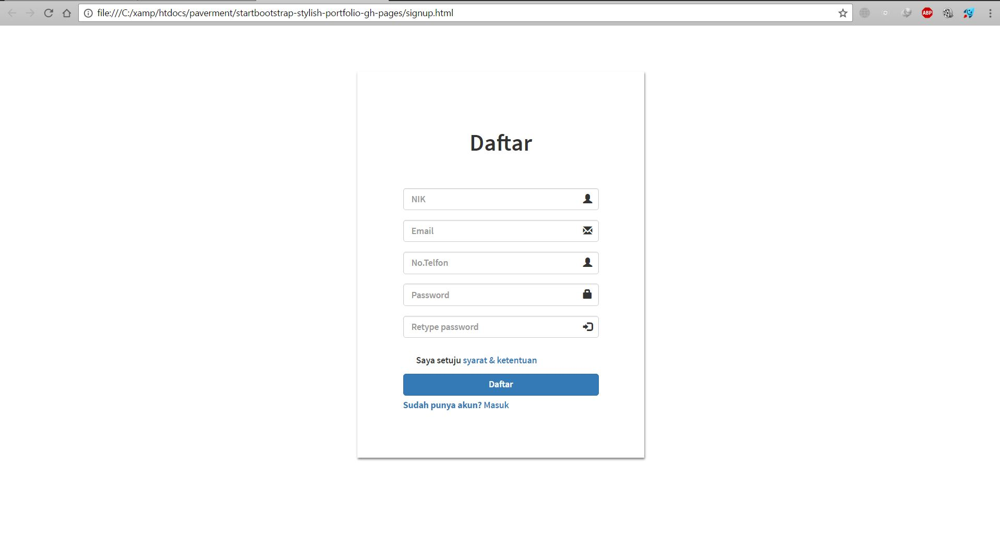 file:///C:/xamp/htdocs/paverment/startbootstrap-stylish-portfolio-gh-pages/signup.html
ABP
Daftar
NIK
Email
No.Telfon
Password
Retype password
Saya setuju syarat & ketentuan
Daftar
Sudah punya akun? Masuk